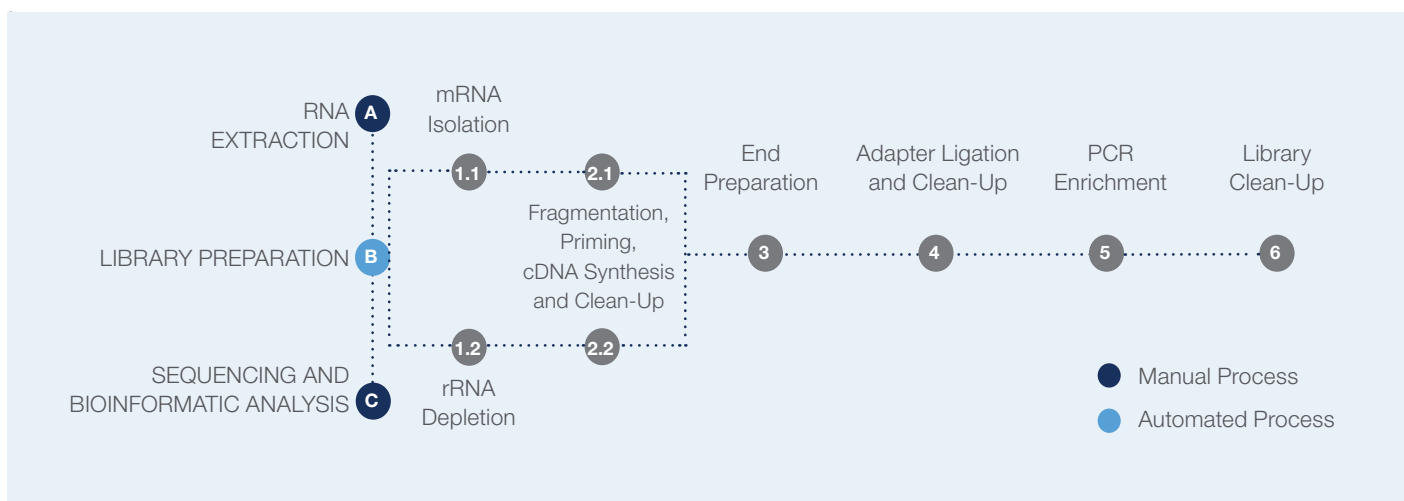 RNA
EXTRACTION
A
mRNA
Isolation
1.1
2.1
Fragmentation,
Priming,
cDNA Synthesis
and Clean-Up
LIBRARY PREPARATION
B
1.2
2.2
rRNA
Depletion
SEQUENCING AND
BIOINFORMATIC ANALYSIS
C
End
Preparation
3
Adapter Ligation
and Clean-Up
4
PCR
Enrichment
5
Library
Clean-Up
6
Manual Process
Automated Process